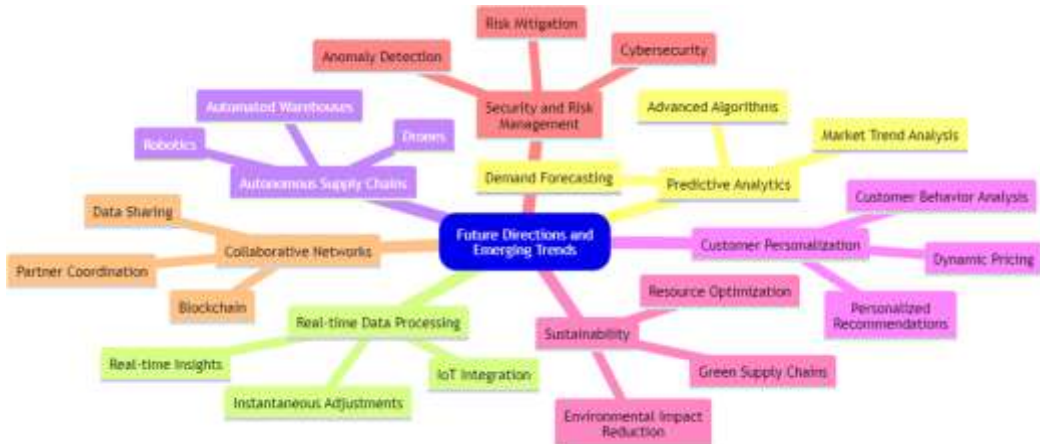 Risk Mitigation
Anomaly Detection
Cybersecurity
Security and Risk
Management
Automated Warehouses
Advanced Algorithms
Robotics
Drones
Market Trend Analysis
Autonomous Supply Chains
Demand Forecasting
Predictive Analytics
Data Sharing
Customer Behavior Analysis
Future Directions and
Emerging Trends
Collaborative Networks
Customer Personalization
Partner Coordination
Dynamic Pricing
Blockchain
Resource Optimization
Personalized
Recommendations
Real-time Data Processing
Sustainability
Real-time Insights
IoT Integration
Green Supply Chains
Instantaneous Adjustments
Environmental Impact
Reduction